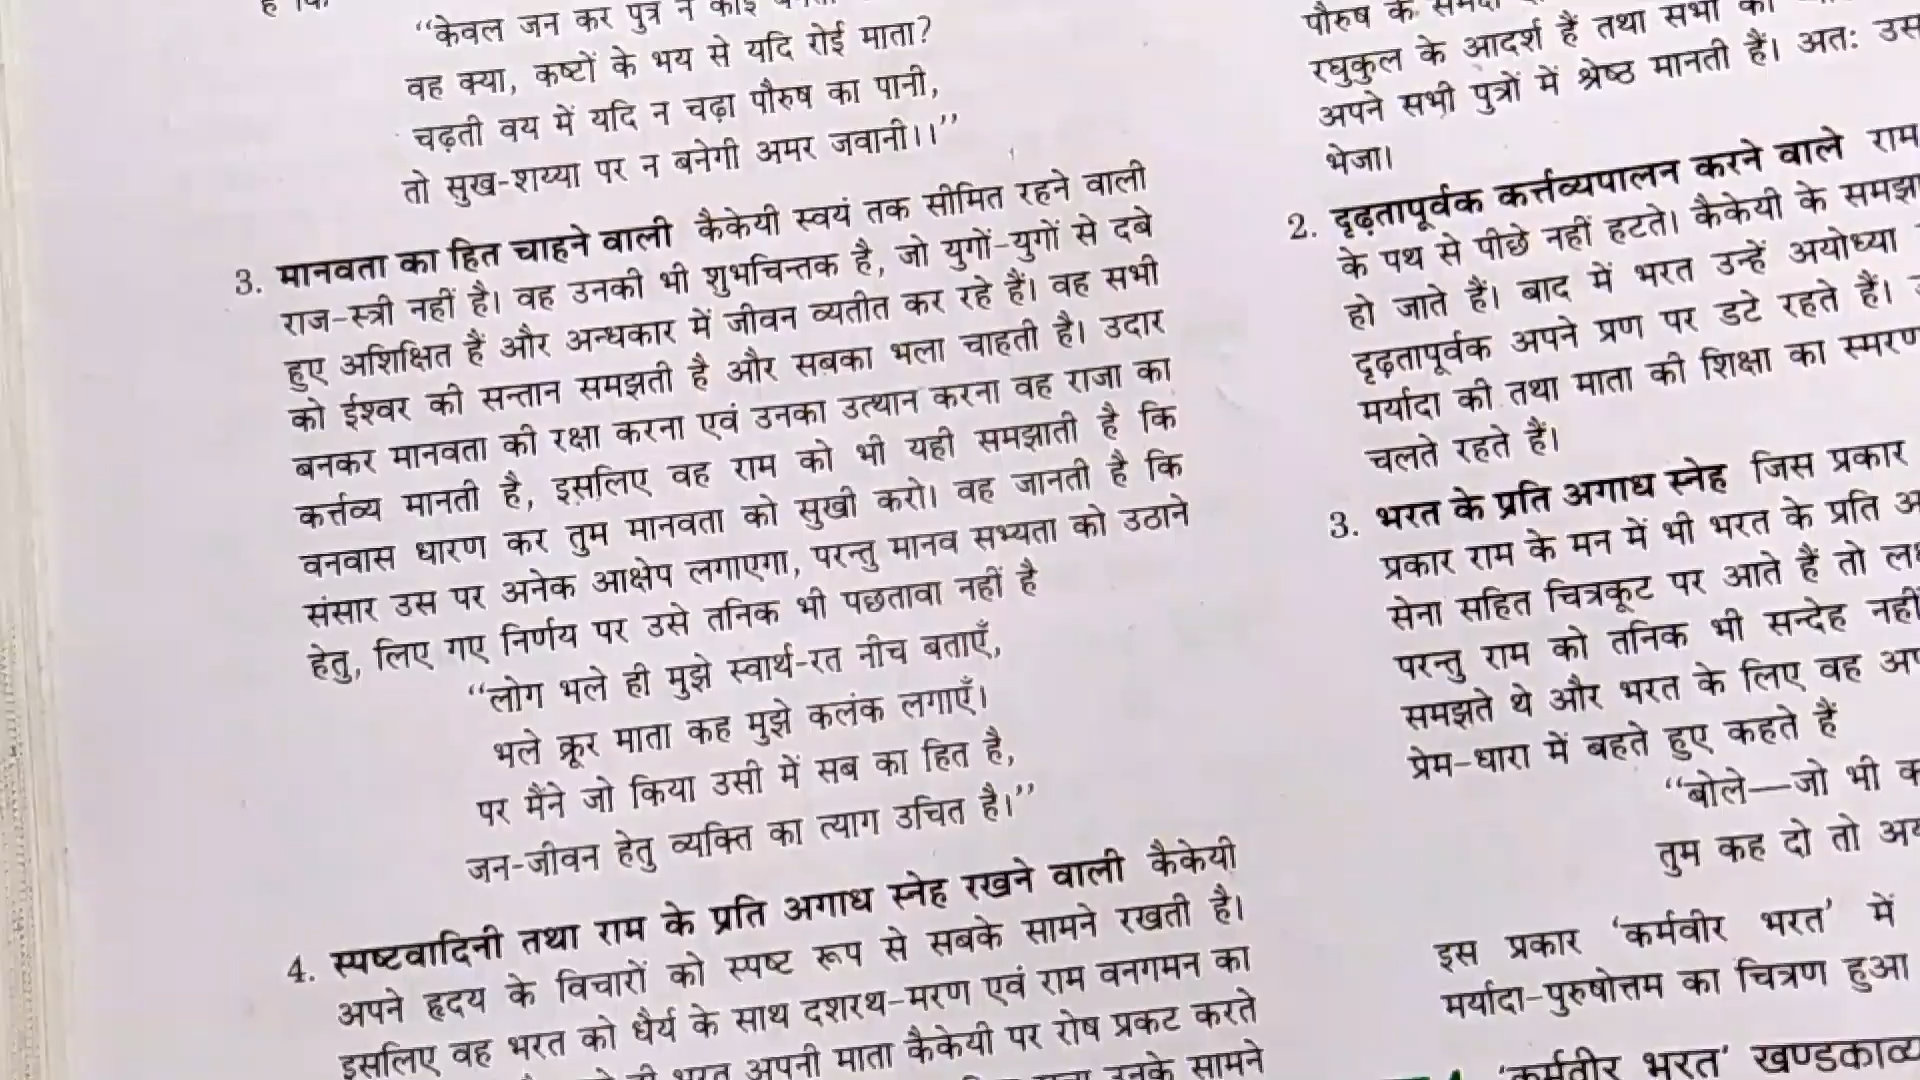 “केवल जन कर पुत्र न
वह क्या, कष्टों के भय से यदि रोई माता?
चढ़ती वय में यदि न चढ़ा पौरुष का पानी,
तो सुख-शय्या पर न बनेगी अमर जवानी।।”
3. मानवता का हित चाहने वाली कैकेयी स्वयं तक सीमित रहने वाली
राज-स्त्री नहीं है। वह उनकी भी शुभचिन्तक है, जो युगों-युगों से दबे
हुए अशिक्षित हैं और अन्धकार में जीवन व्यतीत कर रहे हैं। वह सभी
को ईश्वर की सन्तान समझती है और सबका भला चाहती है। उदार
बनकर मानवता की रक्षा करना एवं उनका उत्थान करना वह राजा का
कर्त्तव्य मानती है, इसलिए वह राम को भी यही समझाती है कि
वनवास धारण कर तुम मानवता को सुखी करो। वह जानती है कि
संसार उस पर अनेक आक्षेप लगाएगा, परन्तु मानव सभ्यता को उठाने
हेतु, लिए गए निर्णय पर उसे तनिक भी पछतावा नहीं है
“लोग भले ही मुझे स्वार्थ-रत नीच बताएँ,
भले क्रूर माता कह मुझे कलंक लगाएँ।
पर मैंने जो किया उसी में सब का हित है,
जन-जीवन हेतु व्यक्ति का त्याग उचित है।”
4. स्पष्टवादिनी तथा राम के प्रति अगाध स्नेह रखने वाली कैकेयी
अपने हृदय के विचारों को स्पष्ट रूप से सबके सामने रखती है।
इसलिए वह भरत को धैर्य के साथ दशरथ-मरण एवं राम वनगमन का
भरत अपनी माता कैकेयी पर रोष प्रकट करते
उनके सामने
पौरुष के
रघुकुल के आदर्श हैं तथा सभी
अपने सभी पुत्रों में श्रेष्ठ मानती हैं। अतः उस
भेजा।
2. दृढ़तापूर्वक कर्त्तव्यपालन करने वाले राम
के पथ से पीछे नहीं हटते। कैकेयी के समझा
हो जाते हैं। बाद में भरत उन्हें अयोध्या
दृढ़तापूर्वक अपने प्रण पर डटे रहते हैं।
मर्यादा की तथा माता की शिक्षा का स्मरण
चलते रहते हैं।
3. भरत के प्रति अगाध स्नेह जिस प्रकार
प्रकार राम के मन में भी भरत के प्रति अ
सेना सहित चित्रकूट पर आते हैं तो
परन्तु राम को तनिक भी सन्देह नहीं
समझते थे और भरत के लिए वह अप
प्रेम-धारा में बहते हुए कहते हैं
“बोले—जो भी क
तुम कह दो तो
इस प्रकार ‘कर्मवीर भरत’ में
मर्यादा-पुरुषोत्तम का चित्रण हुआ
‘कर्मवीर भरत’ खण्डकाव्य